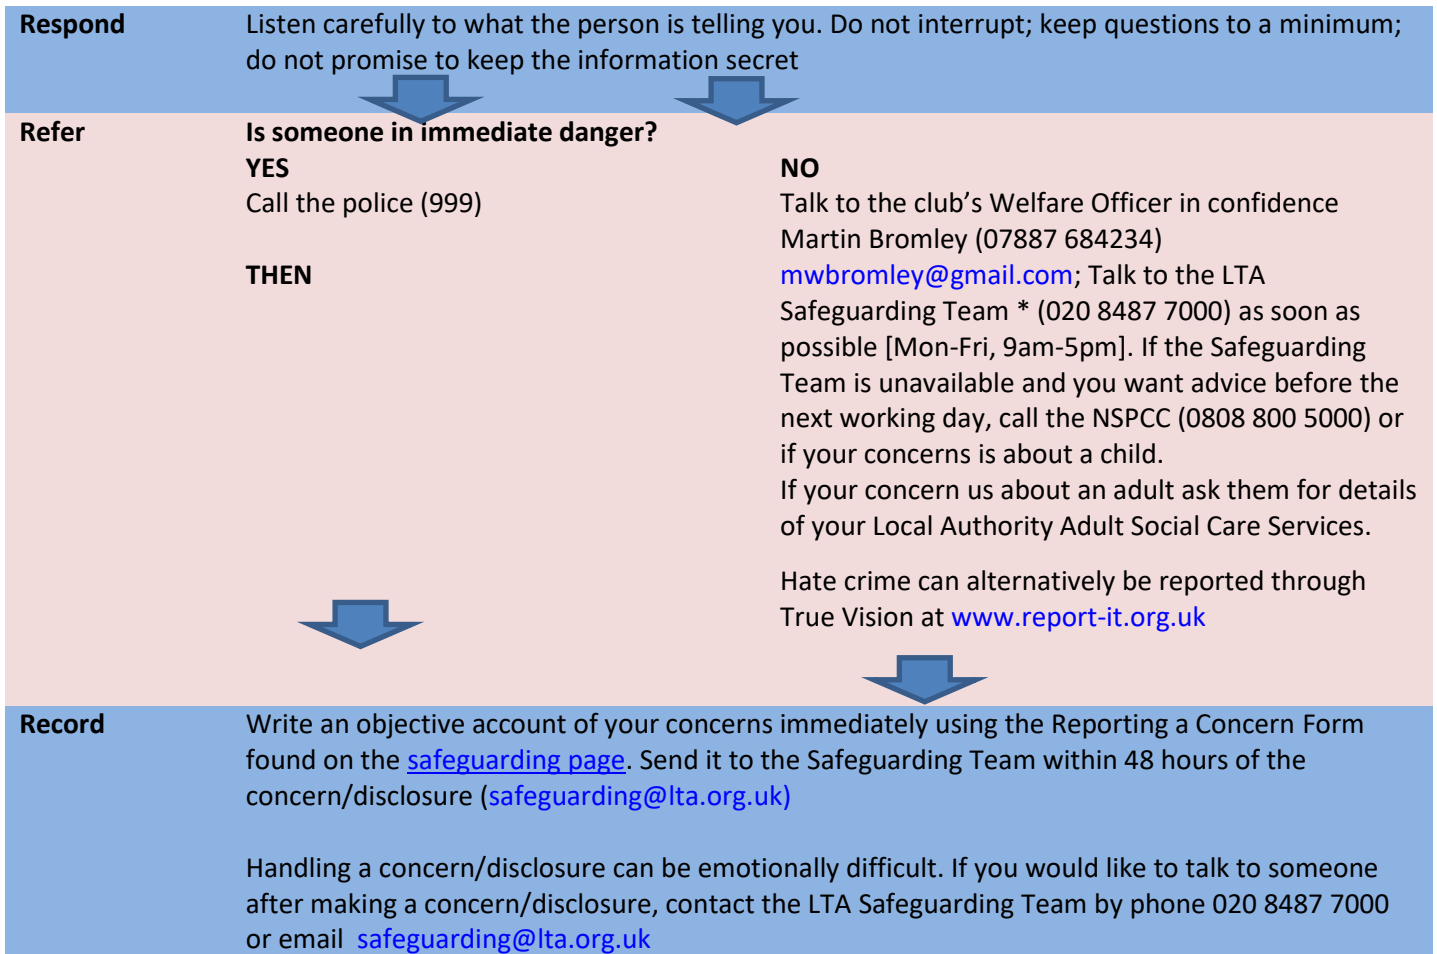 Respond
Listen carefully to what the person is telling you. Do not interrupt; keep questions to a minimum;
do not promise to keep the information secret
Refer
Is someone in immediate danger?
YES
Call the police (999)
THEN
NO
Talk to the club’s Welfare Officer in confidence
Martin Bromley (07887 684234)
mwbromley@gmail.com; Talk to the LTA
Safeguarding Team * (020 8487 7000) as soon as
possible [Mon-Fri, 9am-5pm]. If the Safeguarding
Team is unavailable and you want advice before the
next working day, call the NSPCC (0808 800 5000) or
if your concerns is about a child.
If your concern us about an adult ask them for details
of your Local Authority Adult Social Care Services.
Hate crime can alternatively be reported through
True Vision at www.report-it.org.uk
Record
Write an objective account of your concerns immediately using the Reporting a Concern Form
found on the safeguarding page. Send it to the Safeguarding Team within 48 hours of the
concern/disclosure (safeguarding@lta.org.uk)
Handling a concern/disclosure can be emotionally difficult. If you would like to talk to someone
after making a concern/disclosure, contact the LTA Safeguarding Team by phone 020 8487 7000
or email safeguarding@lta.org.uk